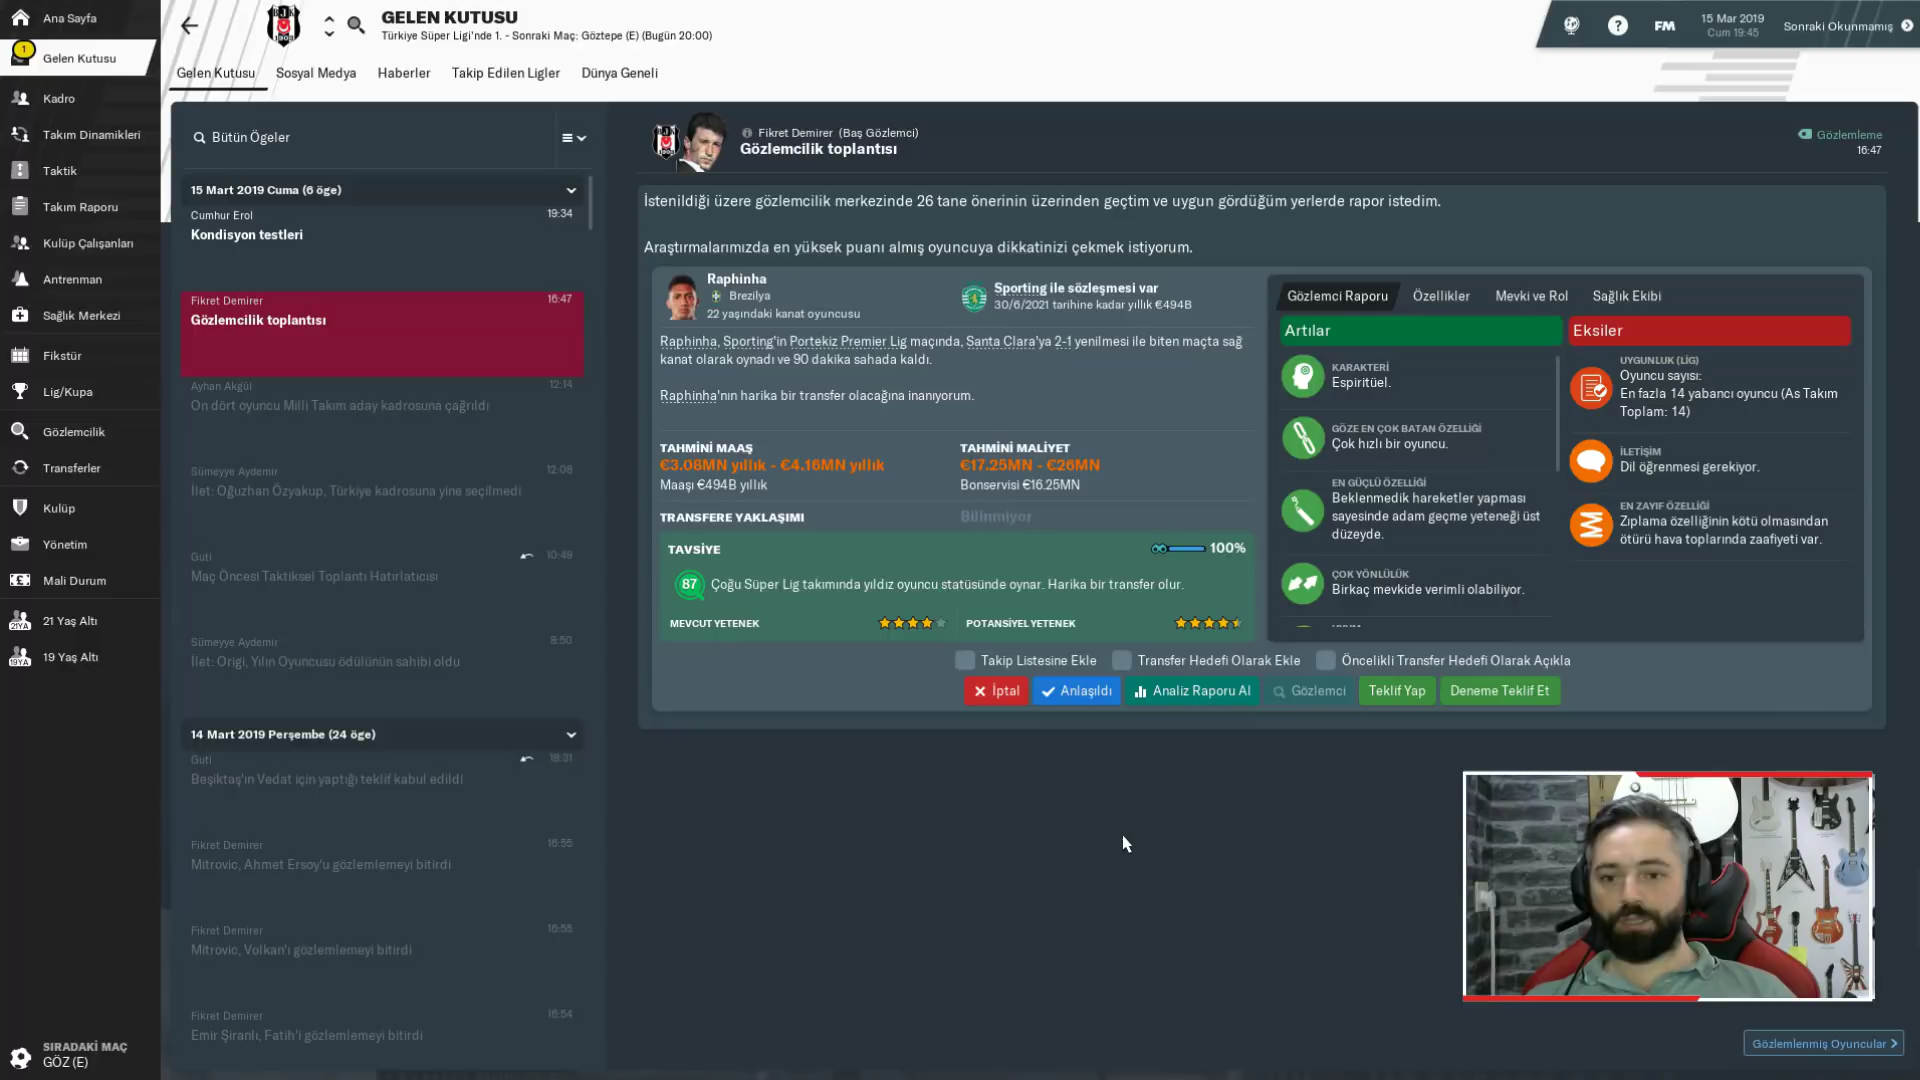 Ana Sayfa
1
Gelen Kutusu
Kadro
Takım Dinamikleri
Taktik
Takım Raporu
Kulüp Çalışanları
Antrenman
Sağlık Merkezi
Fikstür
Lig/Kupa
Gözlemcilik
Transferler
Kulüp
Yönetim
Mali Durum
21YA
21 Yaş Altı
19YA
19 Yaş Altı
SIRADAKİ MAÇ
GÖZ (E)
GELEN KUTUSU
Türkiye Süper Ligi'nde 1. - Sonraki Maç: Göztepe (E) (Bugün 20:00)
FM
15 Mar 2019
Cum 19:45
Sonraki Okunmamış
Gelen Kutusu
Sosyal Medya
Haberler
Takip Edilen Ligler
Dünya Geneli
Bütün Ögeler
15 Mart 2019 Cuma (6 öge)
Cumhur Erol
19:34
Kondisyon testleri
Fikret Demirer
16:47
Gözlemcilik toplantısı
Ayhan Akgül
12:14
On dört oyuncu Milli Takım aday kadrosuna çağrıldı
Sümeyye Aydemir
12:08
İlet: Oğuzhan Özyakup, Türkiye kadrosuna yine seçilmedi
Guti
10:49
Maç Öncesi Taktiksel Toplantı Hatırlatıcısı
Sümeyye Aydemir
8:50
İlet: Origi, Yılın Oyuncusu ödülünün sahibi oldu
14 Mart 2019 Perşembe (24 öge)
Guti
18:31
Beşiktaş'ın Vedat için yaptığı teklif kabul edildi
Fikret Demirer
16:55
Mitrovic, Ahmet Ersoy'u gözlemlemeyi bitirdi
Fikret Demirer
16:55
Mitrovic, Volkan'ı gözlemlemeyi bitirdi
Fikret Demirer
16:54
Emir Şiranlı, Fatih'i gözlemlemeyi bitirdi
Fikret Demirer (Baş Gözlemci)
Gözlemcilik toplantısı
Gözlemleme
16:47
İstenildiği üzere gözlemcilik merkezinde 26 tane önerinin üzerinden geçtim ve uygun gördüğüm yerlerde rapor istedim.
Araştırmalarımızda en yüksek puanı almış oyuncuya dikkatinizi çekmek istiyorum.
Raphinha
Brezilya
22 yaşındaki kanat oyuncusu
Sporting ile sözleşmesi var
30/6/2021 tarihine kadar yıllık €494B
Raphinha, Sporting'in Portekiz Premier Lig maçında, Santa Clara'ya 2-1 yenilmesi ile biten maçta sağ
kanat olarak oynadı ve 90 dakika sahada kaldı.
Raphinha'nın harika bir transfer olacağına inanıyorum.
TAHMİNİ MAAŞ
€3.08MN yıllık - €4.16MN yıllık
Maaşı €494B yıllık
TAHMİNİ MALİYET
€17.25MN - €26MN
Bonservisi €16.25MN
TRANSFERE YAKLAŞIMI
Bilinmiyor
TAVSİYE
100%
87
Çoğu Süper Lig takımında yıldız oyuncu statüsünde oynar. Harika bir transfer olur.
MEVCUT YETENEK
POTANSİYEL YETENEK
Gözlemci Raporu
Özellikler
Mevki ve Rol
Sağlık Ekibi
Artılar
KARAKTERİ
Espiritüel.
GÖZE EN ÇOK BATAN ÖZELLİĞİ
Çok hızlı bir oyuncu.
EN GÜÇLÜ ÖZELLİĞİ
Beklenmedik hareketler yapması
sayesinde adam geçme yeteneği üst
düzeyde.
ÇOK YÖNLÜLÜK
Birkaç mevkide verimli olabiliyor.
Eksiler
UYGUNLUK (LİG)
Oyuncu sayısı:
En fazla 14 yabancı oyuncu (As Takım
Toplam: 14)
İLETİŞİM
Dil öğrenmesi gerekiyor.
EN ZAYIF ÖZELLİĞİ
Zıplama özelliğinin kötü olmasından
ötürü hava toplarında zaafiyeti var.
Takip Listesine Ekle
Transfer Hedefi Olarak Ekle
Öncelikli Transfer Hedefi Olarak Açıkla
İptal
Anlaşıldı
Analiz Raporu Al
Gözlemci
Teklif Yap
Deneme Teklif Et
Gözlemlenmiş Oyuncular